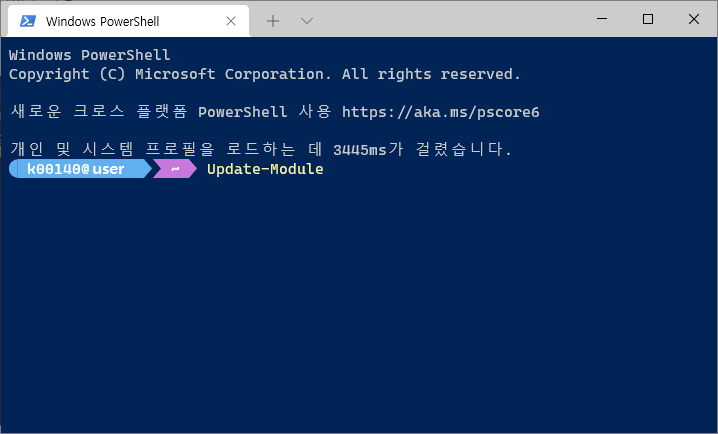 Windows PowerShell
Windows PowerShell
Copyright (C) Microsoft Corporation. All rights reserved.
새로운 크로스 플랫폼 PowerShell 사용 https://aka.ms/pscore6
개인 및 시스템 프로필을 로드하는 데 3445ms가 걸렸습니다.
k00140@user ~ Update-Module